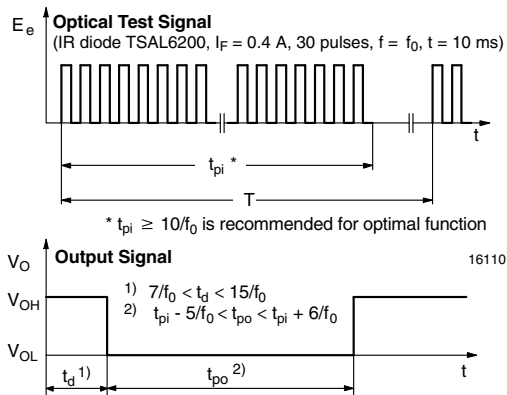 E_e Optical Test Signal
(IR diode TSAL6200, I_F = 0.4 A, 30 pulses, f = f_0, t = 10 ms)
t
t_pi *
T
* t_pi ≥ 10/f_0 is recommended for optimal function
V_O Output Signal 16110
V_OH
1) 7/f_0 < t_d < 15/f_0
2) t_pi - 5/f_0 < t_po < t_pi + 6/f_0
V_OL
t_d 1) t_po 2) t